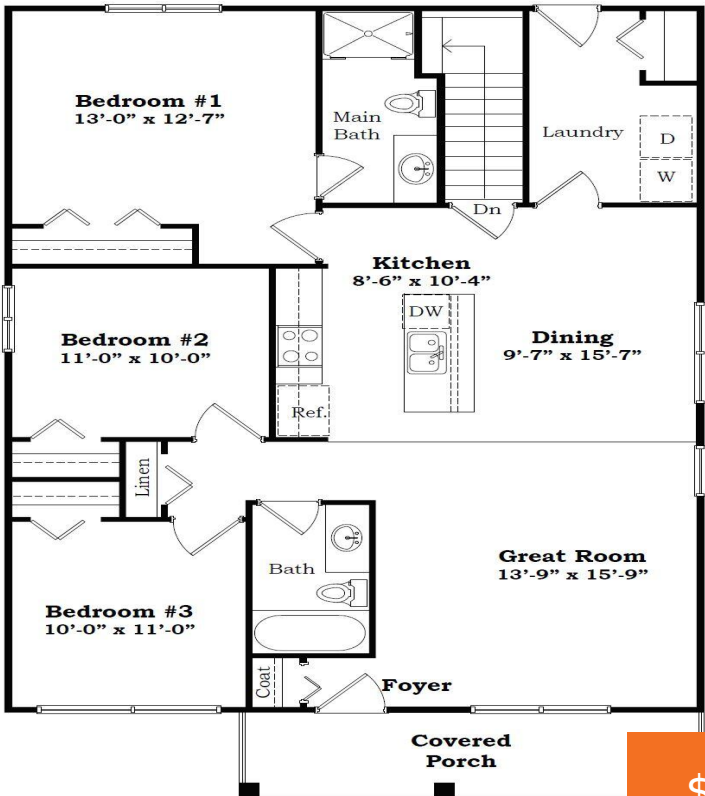 Bedroom #1
13’-0” x 12’-7”
Main
Bath
Laundry
D
W
Dn
Kitchen
8’-6” x 10’-4”
DW
Bedroom #2
11’-0” x 10’-0”
Dining
9’-7” x 15’-7”
Ref.
Linen
Great Room
13’-9” x 15’-9”
Bath
Bedroom #3
10’-0” x 11’-0”
Coat
Foyer
Covered
Porch
$